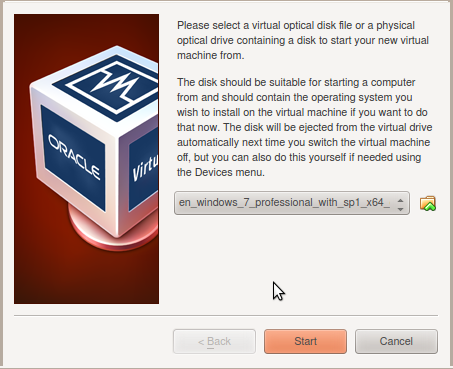 Please select a virtual optical disk file or a physical
optical drive containing a disk to start your new virtual
machine from.
The disk should be suitable for starting a computer
from and should contain the operating system you
wish to install on the virtual machine if you want to do
that now. The disk will be ejected from the virtual drive
automatically next time you switch the virtual machine
off, but you can also do this yourself if needed using
the Devices menu.
ORACLE
Virtu
en_windows_7_professional_with_sp1_x64_
< Back
Start
Cancel